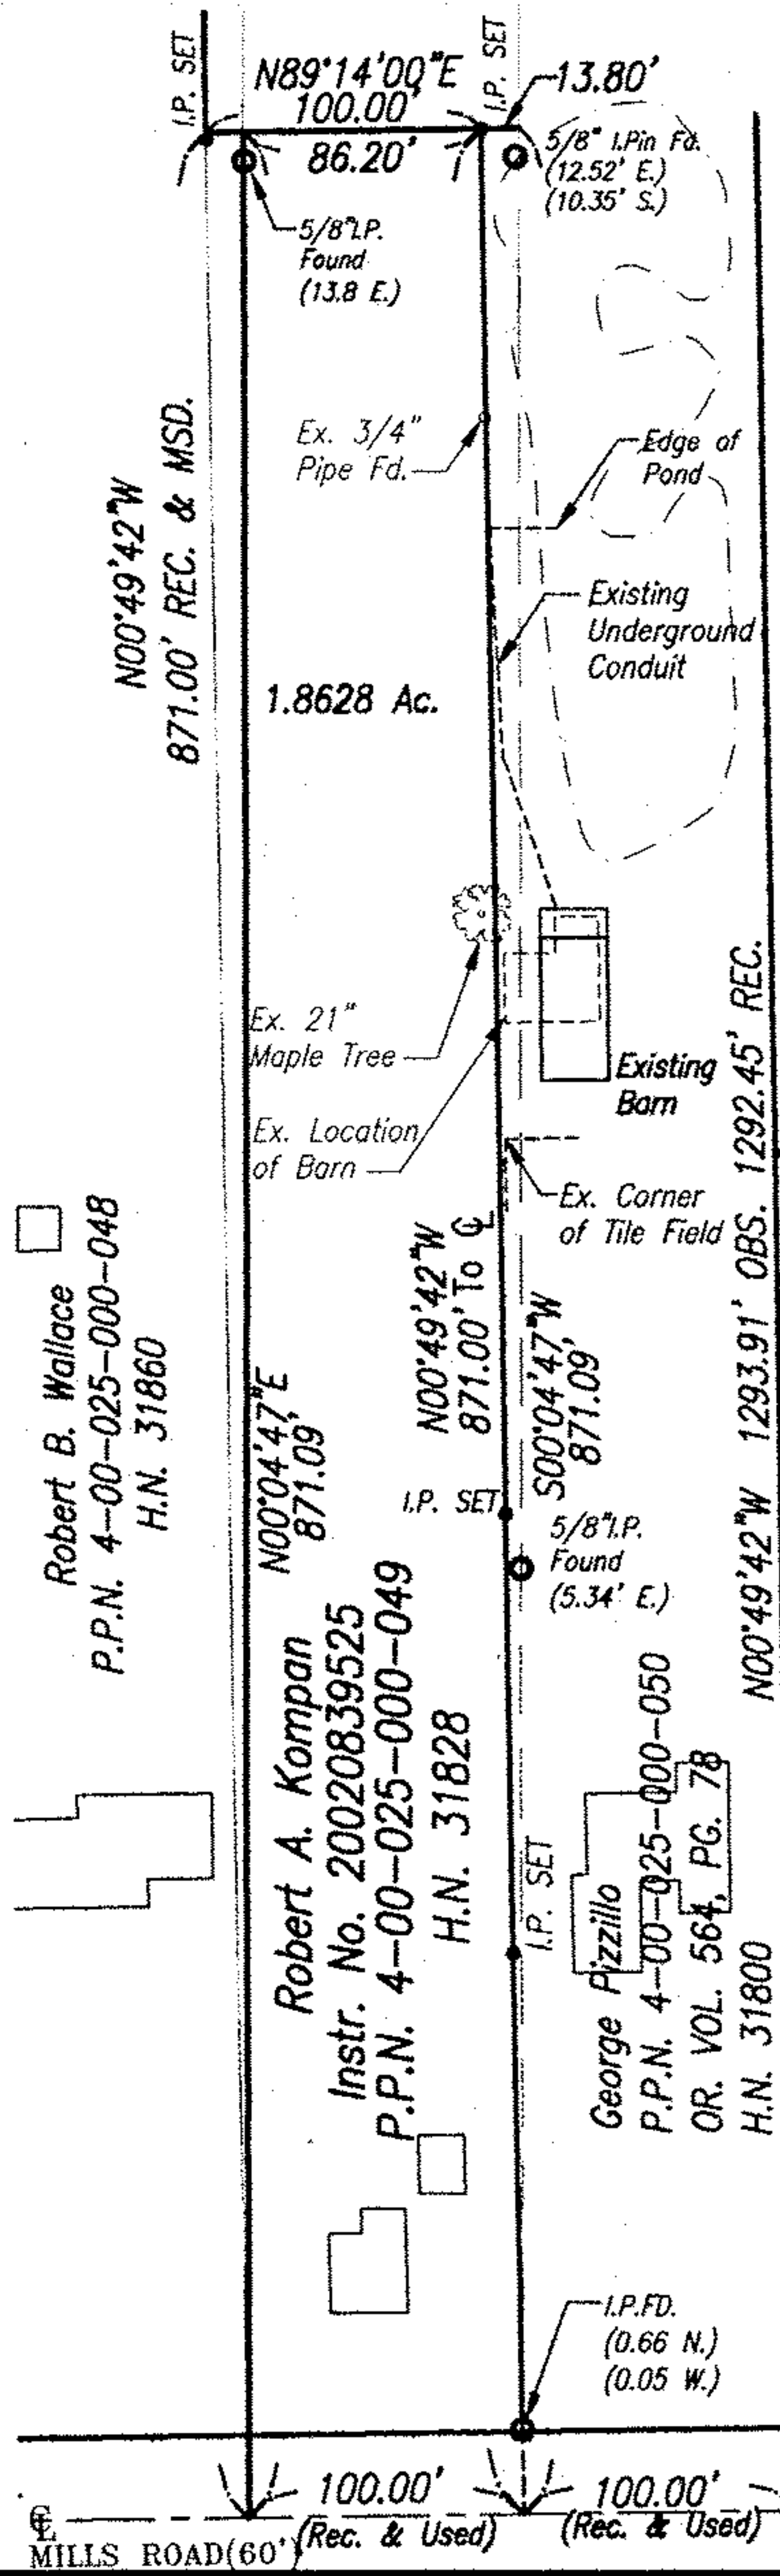 I.P. SET
N89°14'00"E
100.00'
86.20'
I.P. SET
13.80'
5/8" I.Pin Fd.
(12.52' E.)
(10.35' S.)
5/8"I.P.
Found
(13.8 E.)
Ex. 3/4"
Pipe Fd.
Edge of
Pond
N00°49'42"W
871.00' REC. & MSD.
Existing
Underground
Conduit
1.8628 Ac.
Ex. 21"
Maple Tree
Existing
Barn
Ex. Location
of Barn
Ex. Corner
of Tile Field
N00°49'42"W 1293.91' OBS. 1292.45' REC.
Robert B. Wallace
P.P.N. 4-00-025-000-048
H.N. 31860
N00°04'47"E
871.09'
N00°49'42"W
871.00' To ℄
S00°04'47"W
871.09'
I.P. SET
5/8"I.P.
Found
(5.34' E.)
Robert A. Kompan
Instr. No. 20020839525
P.P.N. 4-00-025-000-049
H.N. 31828
I.P. SET
George Pizzillo
P.P.N. 4-00-025-000-050
OR. VOL. 564, PG. 78
H.N. 31800
I.P.FD.
(0.66 N.)
(0.05 W.)
100.00'
(Rec. & Used)
100.00'
(Rec. & Used)
℄
MILLS ROAD(60')